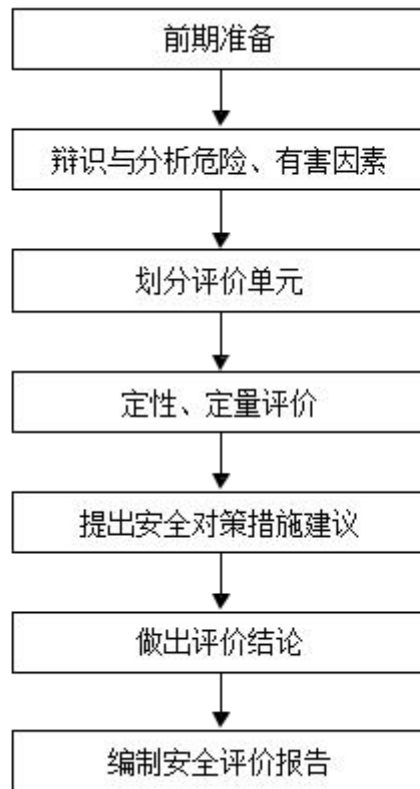 前期准备
辩识与分析危险、有害因素
划分评价单元
定性、定量评价
提出安全对策措施建议
做出评价结论
编制安全评价报告